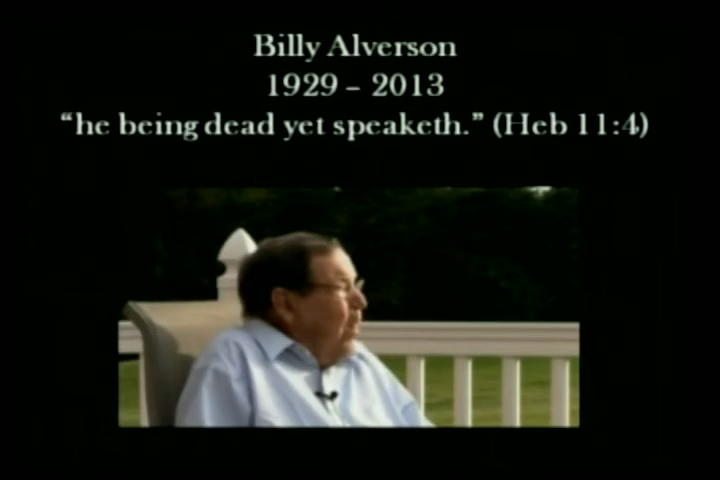 Billy Alverson
1929 – 2013
“he being dead yet speaketh.” (Heb 11:4)